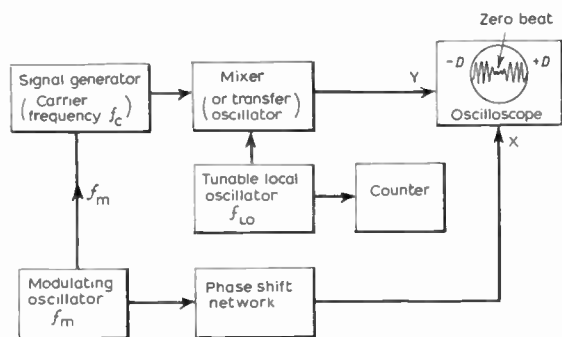 Zero beat
-D
+D
Oscilloscope
Signal generator
(Carrier
frequency fc)
Mixer
(or transfer
oscillator)
Y
X
fm
Tunable local
oscillator
fLO
Counter
Modulating
oscillator
fm
Phase shift
network